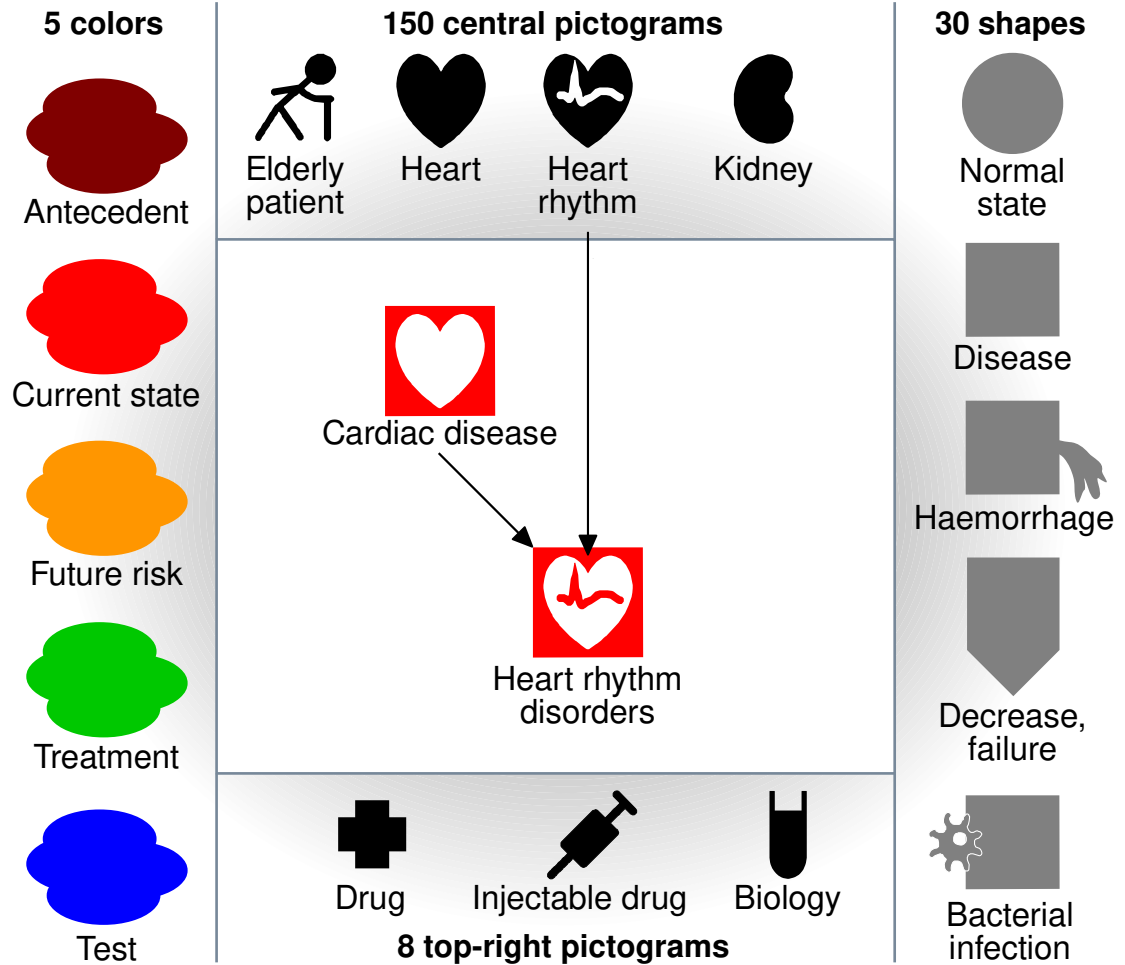 5 colors
Antecedent
Current state
Future risk
Treatment
Test
150 central pictograms
Elderly
patient
Heart
Heart
rhythm
Kidney
Cardiac disease
Heart rhythm
disorders
Drug
Injectable drug
Biology
8 top-right pictograms
30 shapes
Normal
state
Disease
Haemorrhage
Decrease,
failure
Bacterial
infection